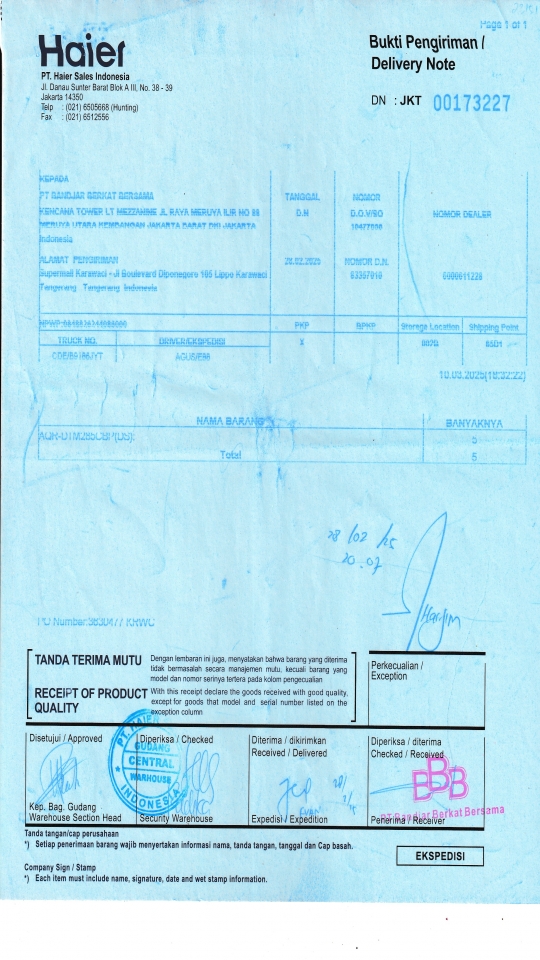 Page 1 of 1
Haier
Bukti Pengiriman /
Delivery Note
PT. Haier Sales Indonesia
Jl. Danau Sunter Barat Blok A III, No. 38 - 39
Jakarta 14350
Telp : (021) 6505668 (Hunting)
Fax : (021) 6512556
DN : JKT 00173227
KEPADA
PT BANDJAR BERKAT BERSAMA
TANGGAL
NOMOR
KENCANA TOWER LT MEZZANINE JL RAYA MERUYA ILIR NO 88
D.N
D.O.V/SO
NOMOR DEALER
MERUYA UTARA KEMBANGAN JAKARTA BARAT DKI JAKARTA
Indonesia
ALAMAT PENGIRIMAN
NOMOR D.N.
Supermall Karawaci - Jl Boulevard Diponegoro 105 Lippo Karawaci
Tangerang Tangerang Indonesia
PKP
Storage Location
Shipping Point
TRUCK NO.
DRIVER/EKSPEDISI
X
NAMA BARANG
BANYAKNYA
5
Total
5
28/02/25
20.07
Harjim
TANDA TERIMA MUTU
Dengan lembaran ini juga, menyatakan bahwa barang yang diterima
tidak bermasalah secara manajemen mutu, kecuali barang yang
model dan nomor serinya tertera pada kolom pengecualian
RECEIPT OF PRODUCT
QUALITY
With this receipt declare the goods received with good quality,
except for goods that model and serial number listed on the
exception column
Perkecualian /
Exception
Disetujui / Approved
Diperiksa / Checked
Diterima / dikirimkan
Received / Delivered
Diperiksa / diterima
Checked / Received
PT. HAIER
GUDANG
CENTRAL
WARHOUSE
INDONESIA
BBB
PT Bandjar Berkat Bersama
Kep. Bag. Gudang
Warehouse Section Head
Security Warehouse
Expedisi / Expedition
Penerima / Receiver
Tanda tangan/cap perusahaan
*) Setiap penerimaan barang wajib menyertakan informasi nama, tanda tangan, tanggal dan Cap basah.
EKSPEDISI
Company Sign / Stamp
*) Each item must include name, signature, date and wet stamp information.